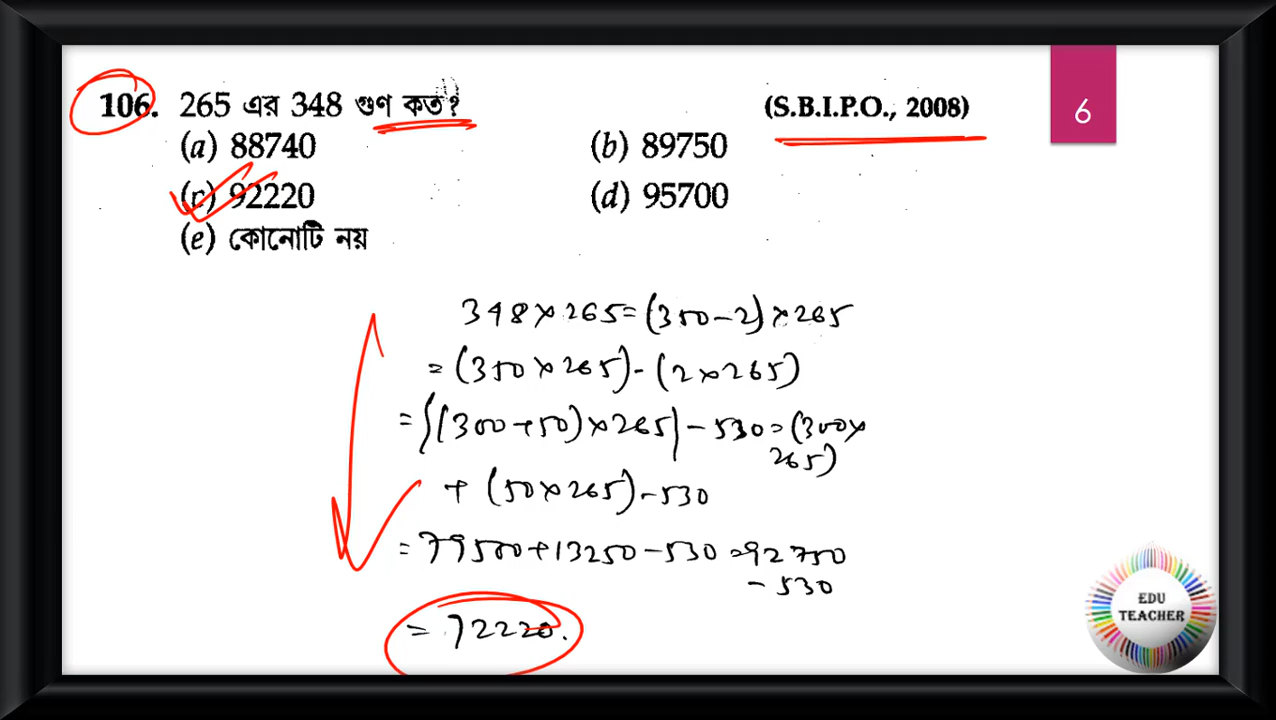 6
106. 265 এর 348 গুণ কত?
(S.B.I.P.O., 2008)
(a) 88740
(b) 89750
(c) 92220
(d) 95700
(e) কোনোটি নয়
348×265=(350-2)×265
=(350×265)-(2×265)
={(300+50)×265}-530=(300×
265)
+(50×265)-530
=79500+13250-530=92750
-530
=92220.
EDU
TEACHER